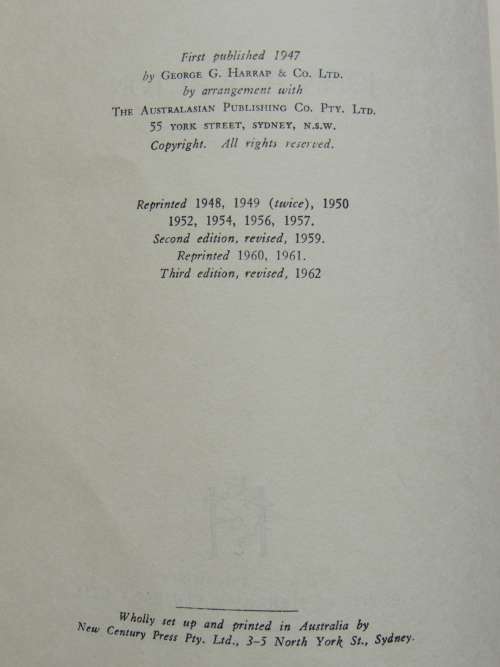 First published 1947
by George G. Harrap & Co. Ltd.
by arrangement with
The Australasian Publishing Co. Pty. Ltd.
55 york street, sydney, n.s.w.
Copyright. All rights reserved.
Reprinted 1948, 1949 (twice), 1950
1952, 1954, 1956, 1957.
Second edition, revised, 1959.
Reprinted 1960, 1961.
Third edition, revised, 1962
Wholly set up and printed in Australia by
New Century Press Pty. Ltd., 3-5 North York St., Sydney.